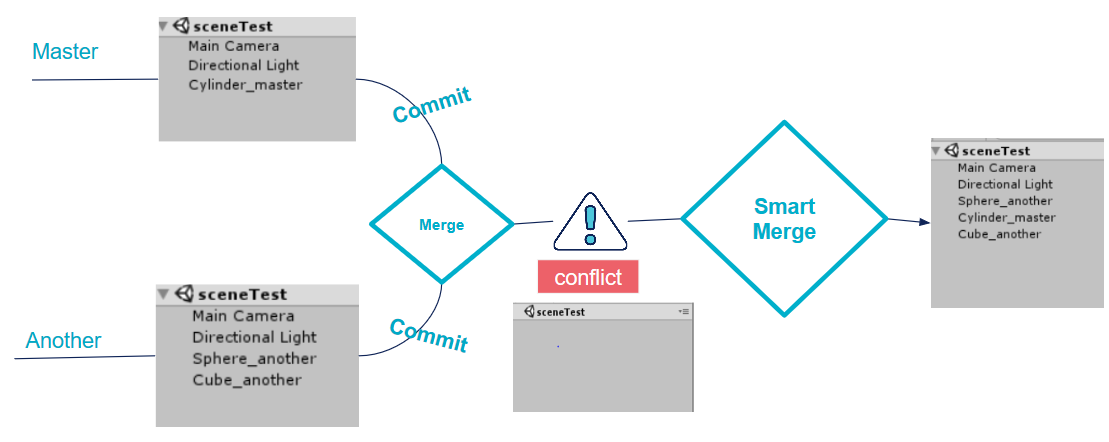 Master
sceneTest
Main Camera
Directional Light
Cylinder_master
Commit
Another
sceneTest
Main Camera
Directional Light
Sphere_another
Cube_another
Commit
Merge
conflict
sceneTest
Smart
Merge
sceneTest
Main Camera
Directional Light
Sphere_another
Cylinder_master
Cube_another